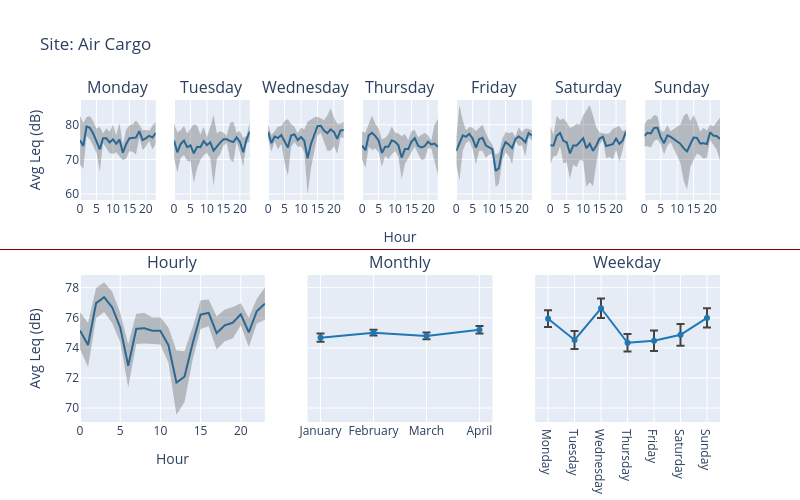 Site: Air Cargo
Monday Tuesday Wednesday Thursday Friday Saturday Sunday
Avg Leq (dB)
80
70
60
0 5 10 15 20 0 5 10 15 20 0 5 10 15 20 0 5 10 15 20 0 5 10 15 20 0 5 10 15 20 0 5 10 15 20
Hour
Hourly Monthly Weekday
Avg Leq (dB)
78
76
74
72
70
0 5 10 15 20 January February March April Monday Tuesday Wednesday Thursday Friday Saturday Sunday
Hour